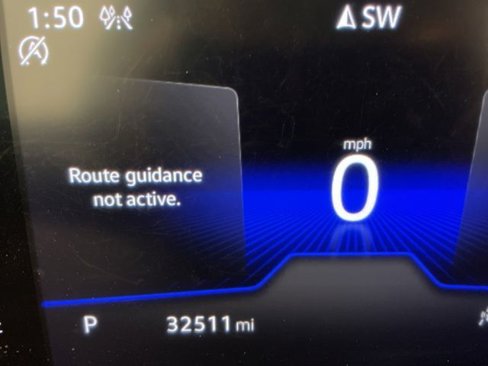 1:50
SW
mph
0
Route guidance
not active.
P
32511 mi